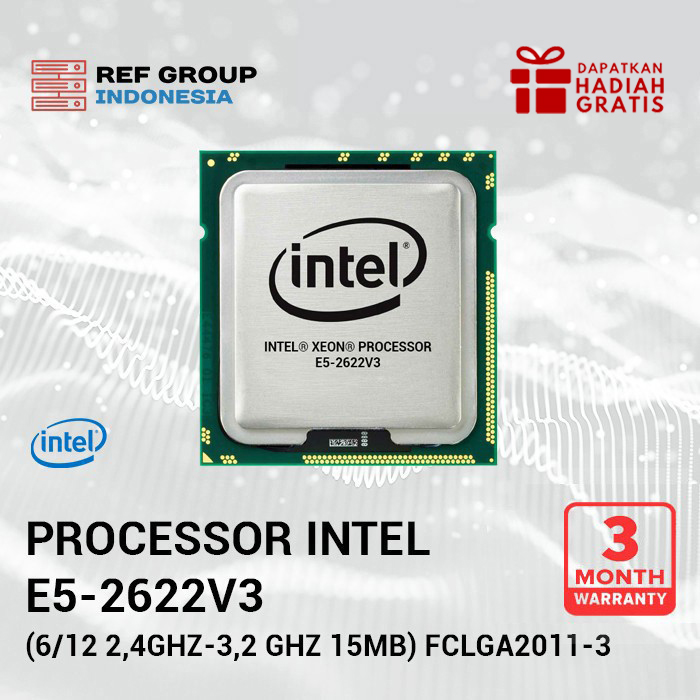 REF GROUP
INDONESIA
DAPATKAN
HADIAH
GRATIS
intel®
INTEL® XEON® PROCESSOR
E5-2622V3
intel
PROCESSOR INTEL
E5-2622V3
(6/12 2,4GHZ-3,2 GHZ 15MB) FCLGA2011-3
3
MONTH
WARRANTY